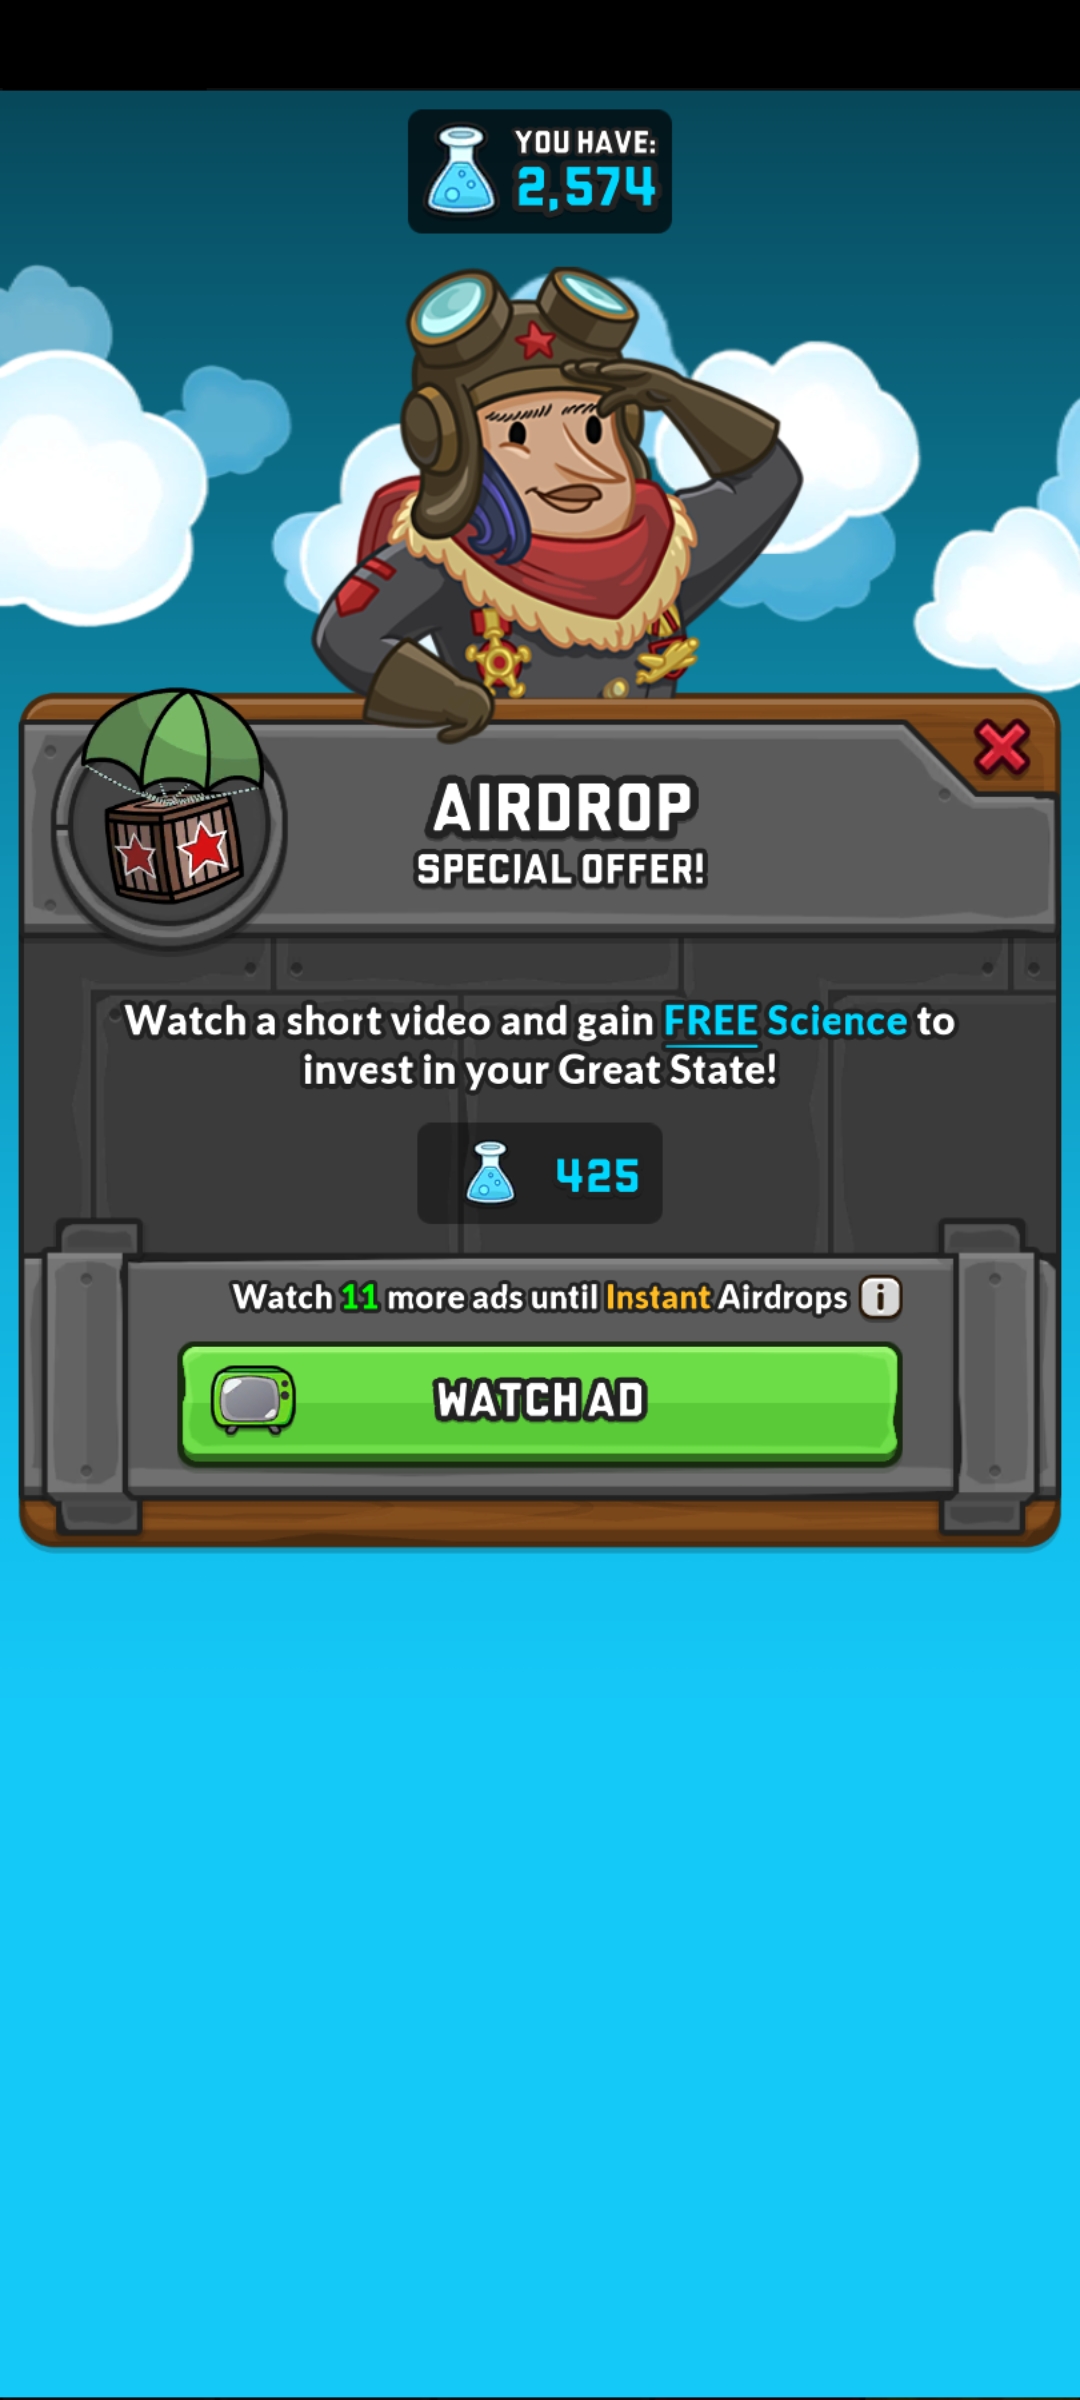 YOU HAVE:
2,574
AIRDROP
SPECIAL OFFER!
Watch a short video and gain FREE Science to
invest in your Great State!
425
Watch 11 more ads until Instant Airdrops i
WATCH AD